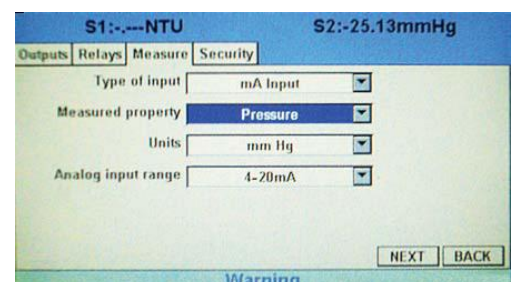 S1:-.---NTU S2:-25.13mmHg
Outputs Relays Measure Security
Type of input mA Input
Measured property Pressure
Units mm Hg
Analog input range 4-20mA
NEXT BACK
Warning